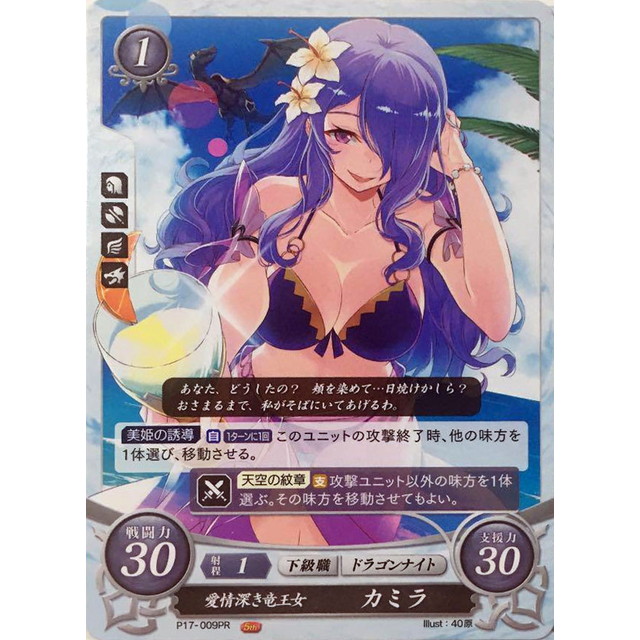 1
あなた、どうしたの？ 頬を染めて…日焼けかしら？
おさまるまで、私がそばにいてあげるわ。
美姫の誘導 自 1ターンに1回 このユニットの攻撃終了時、他の味方を
1体選び、移動させる。
天空の紋章 支 攻撃ユニット以外の味方を1体
選ぶ。その味方を移動させてもよい。
戦闘力
30
射程 1
下級職
ドラゴンナイト
支援力
30
愛情深き竜王女
カミラ
P17-009PR
5th
Illust：40原